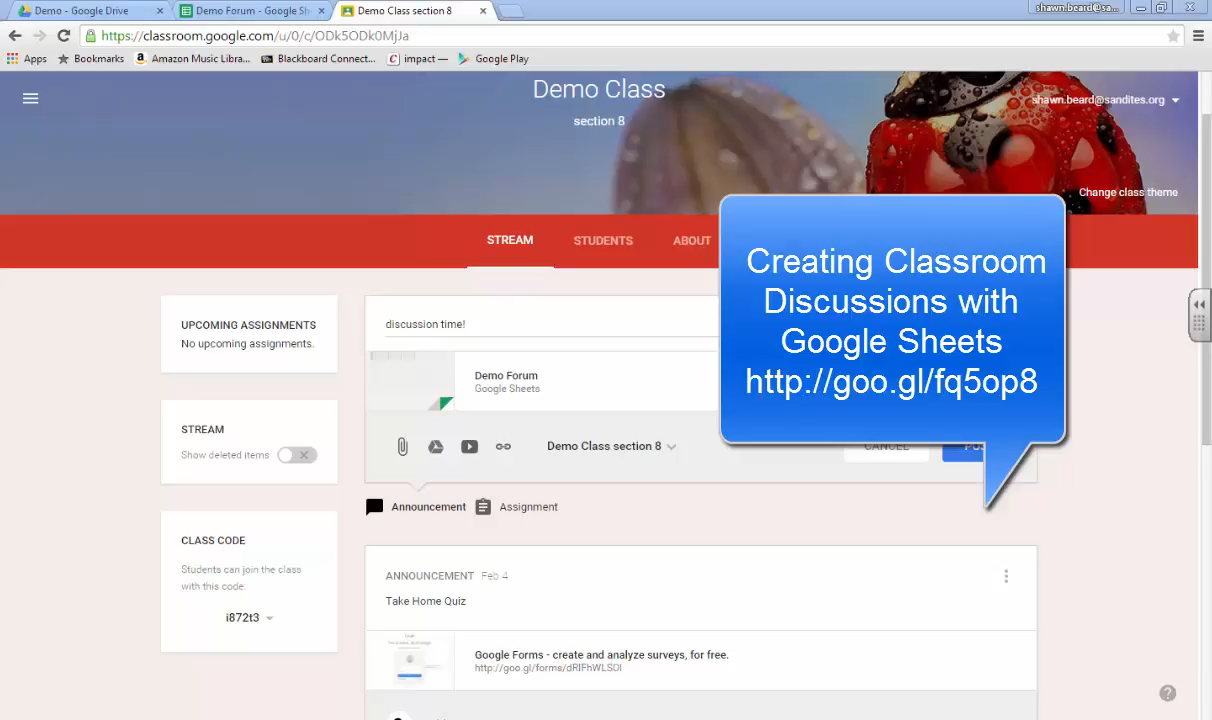 Demo - Google Drive
Demo Forum - Google Sh
Demo Class section 8
shawn.beard@sa...
https://classroom.google.com/u/0/c/ODk5ODk0MjJa
Apps
Bookmarks
Amazon Music Libra...
Blackboard Connect...
impact —
Google Play
Demo Class
section 8
shawn.beard@sandites.org
Change class theme
STREAM
STUDENTS
ABOUT
Creating Classroom
Discussions with
Google Sheets
http://goo.gl/fq5op8
UPCOMING ASSIGNMENTS
No upcoming assignments.
discussion time!
Demo Forum
Google Sheets
STREAM
Show deleted items
Demo Class section 8
CANCEL
Announcement
Assignment
CLASS CODE
Students can join the class
with this code:
i872t3
ANNOUNCEMENT Feb 4
Take Home Quiz
Google Forms - create and analyze surveys, for free.